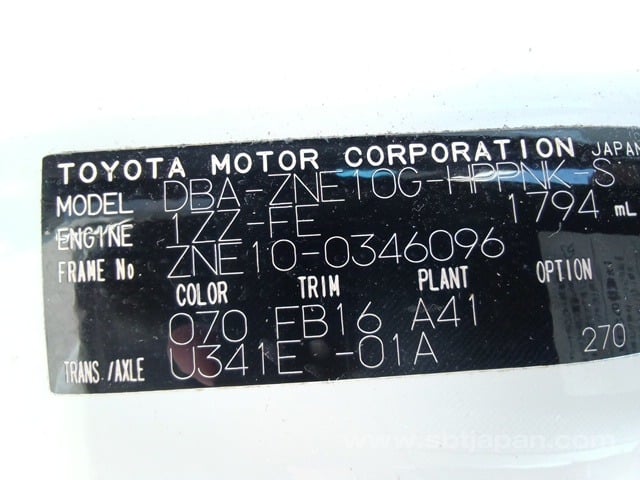 TOYOTA MOTOR CORPORATION JAPAN
MODEL DBA-ZNE10G-HPPNK-S
ENGINE 1ZZ-FE 1794 mL
FRAME No ZNE10-0346096
COLOR TRIM PLANT OPTION
070 FB16 A41
TRANS./AXLE U341E -01A 270
www.sbtjapan.com